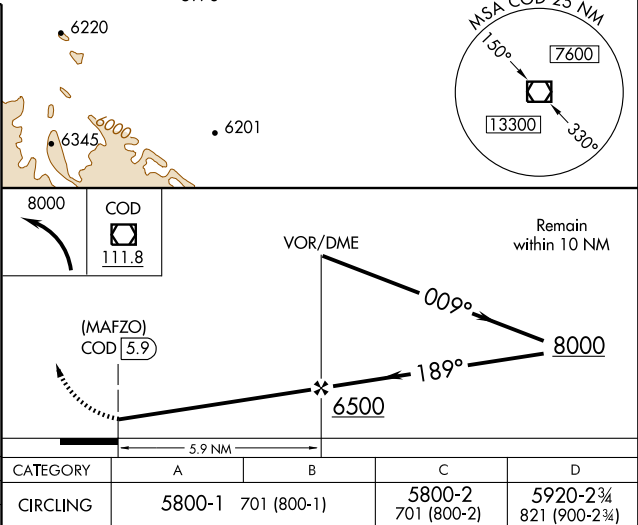 6220
6345
6000
6201
MSA COD 25 NM
150°
7600
13300
330°
8000
COD
111.8
VOR/DME
Remain
within 10 NM
009°
(MAFZO)
COD 5.9
8000
189°
6500
5.9 NM
CATEGORY A B C D
CIRCLING 5800-1 701 (800-1) 5800-2 701 (800-2) 5920-2¾ 821 (900-2¾)